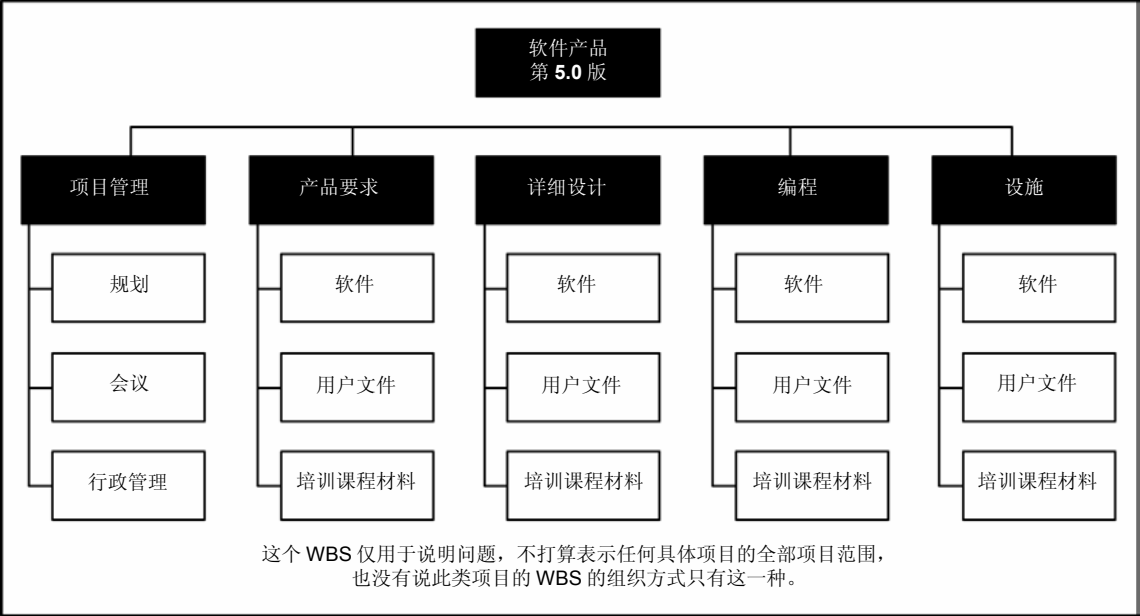 软件产品
第 5.0 版
项目管理
产品要求
详细设计
编程
设施
规划
软件
软件
软件
软件
会议
用户文件
用户文件
用户文件
用户文件
行政管理
培训课程材料
培训课程材料
培训课程材料
培训课程材料
这个 WBS 仅用于说明问题，不打算表示任何具体项目的全部项目范围，
也没有说此类项目的 WBS 的组织方式只有这一种。